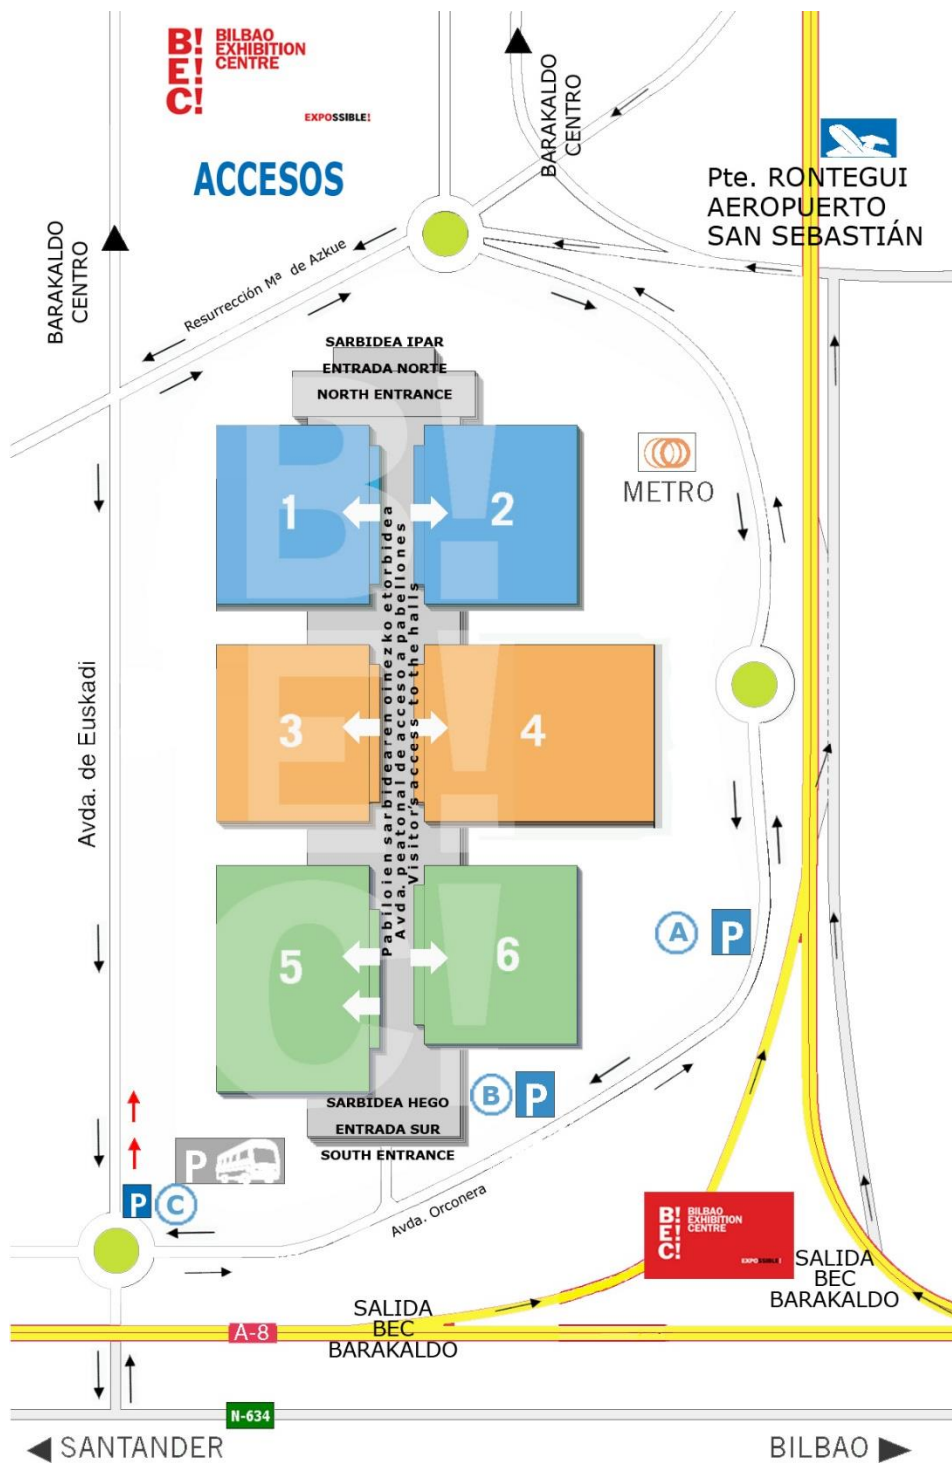 B!
E!
C!
BILBAO
EXHIBITION
CENTRE
EXPOSSIBLE!
ACCESOS
BARAKALDO
CENTRO
BARAKALDO
CENTRO
Pte. RONTEGUI
AEROPUERTO
SAN SEBASTIÁN
Resurrección Mª de Azkue
SARBIDEA IPAR
ENTRADA NORTE
NORTH ENTRANCE
METRO
B!
E!
C!
1
2
3
4
5
6
Pabiloien sarbidearen oinezko etorbidea
Avda. peatonal de acceso a pabellones
Visitor's access to the halls
Avda. de Euskadi
A
P
B
P
SARBIDEA HEGO
ENTRADA SUR
SOUTH ENTRANCE
P
P
C
Avda. Orconera
B!
E!
C!
BILBAO
EXHIBITION
CENTRE
EXPOSSIBLE!
SALIDA
BEC
BARAKALDO
SALIDA
BEC
BARAKALDO
A-8
N-634
SANTANDER
BILBAO